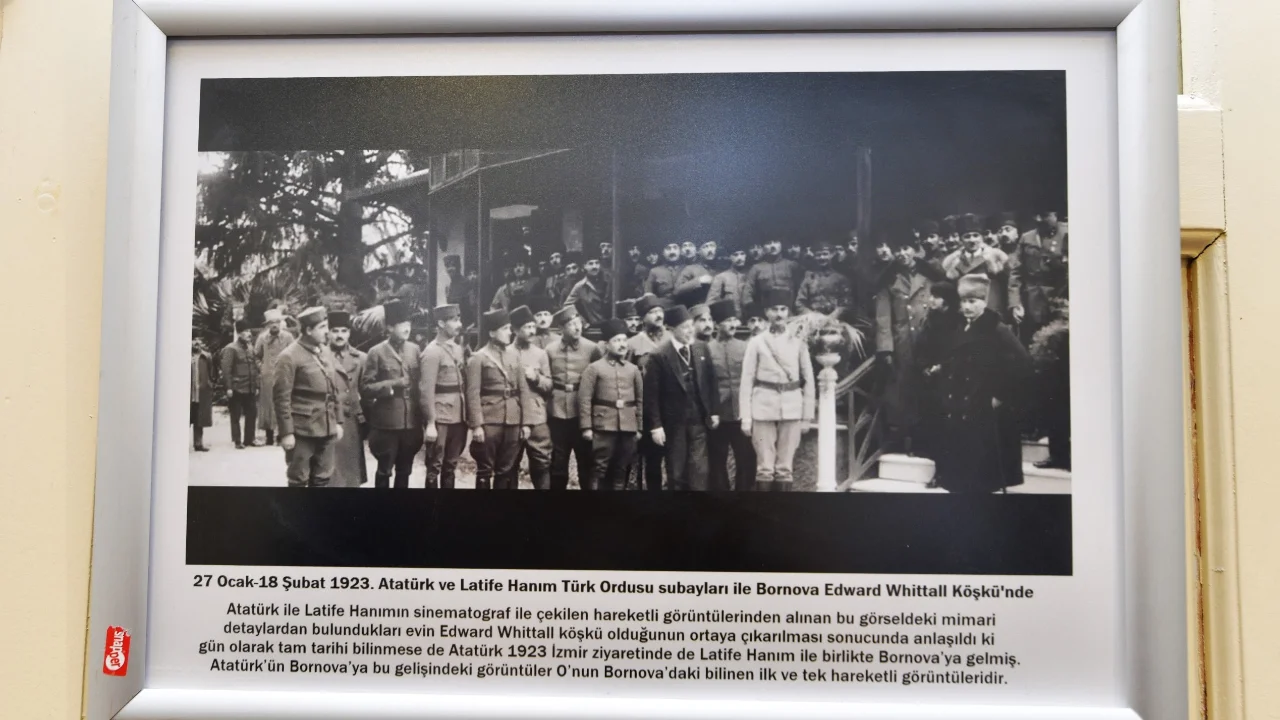 27 Ocak-18 Şubat 1923. Atatürk ve Latife Hanım Türk Ordusu subayları ile Bornova Edward Whittall Köşkü'nde
Atatürk ile Latife Hanımın sinematograf ile çekilen hareketli görüntülerinden alınan bu görseldeki mimari
detaylardan bulundukları evin Edward Whittall köşkü olduğunun ortaya çıkarılması sonucunda anlaşıldı ki
gün olarak tam tarihi bilinmese de Atatürk 1923 İzmir ziyaretinde de Latife Hanım ile birlikte Bornova'ya gelmiş.
Atatürk'ün Bornova'ya bu gelişindeki görüntüler O'nun Bornova'daki bilinen ilk ve tek hareketli görüntüleridir.